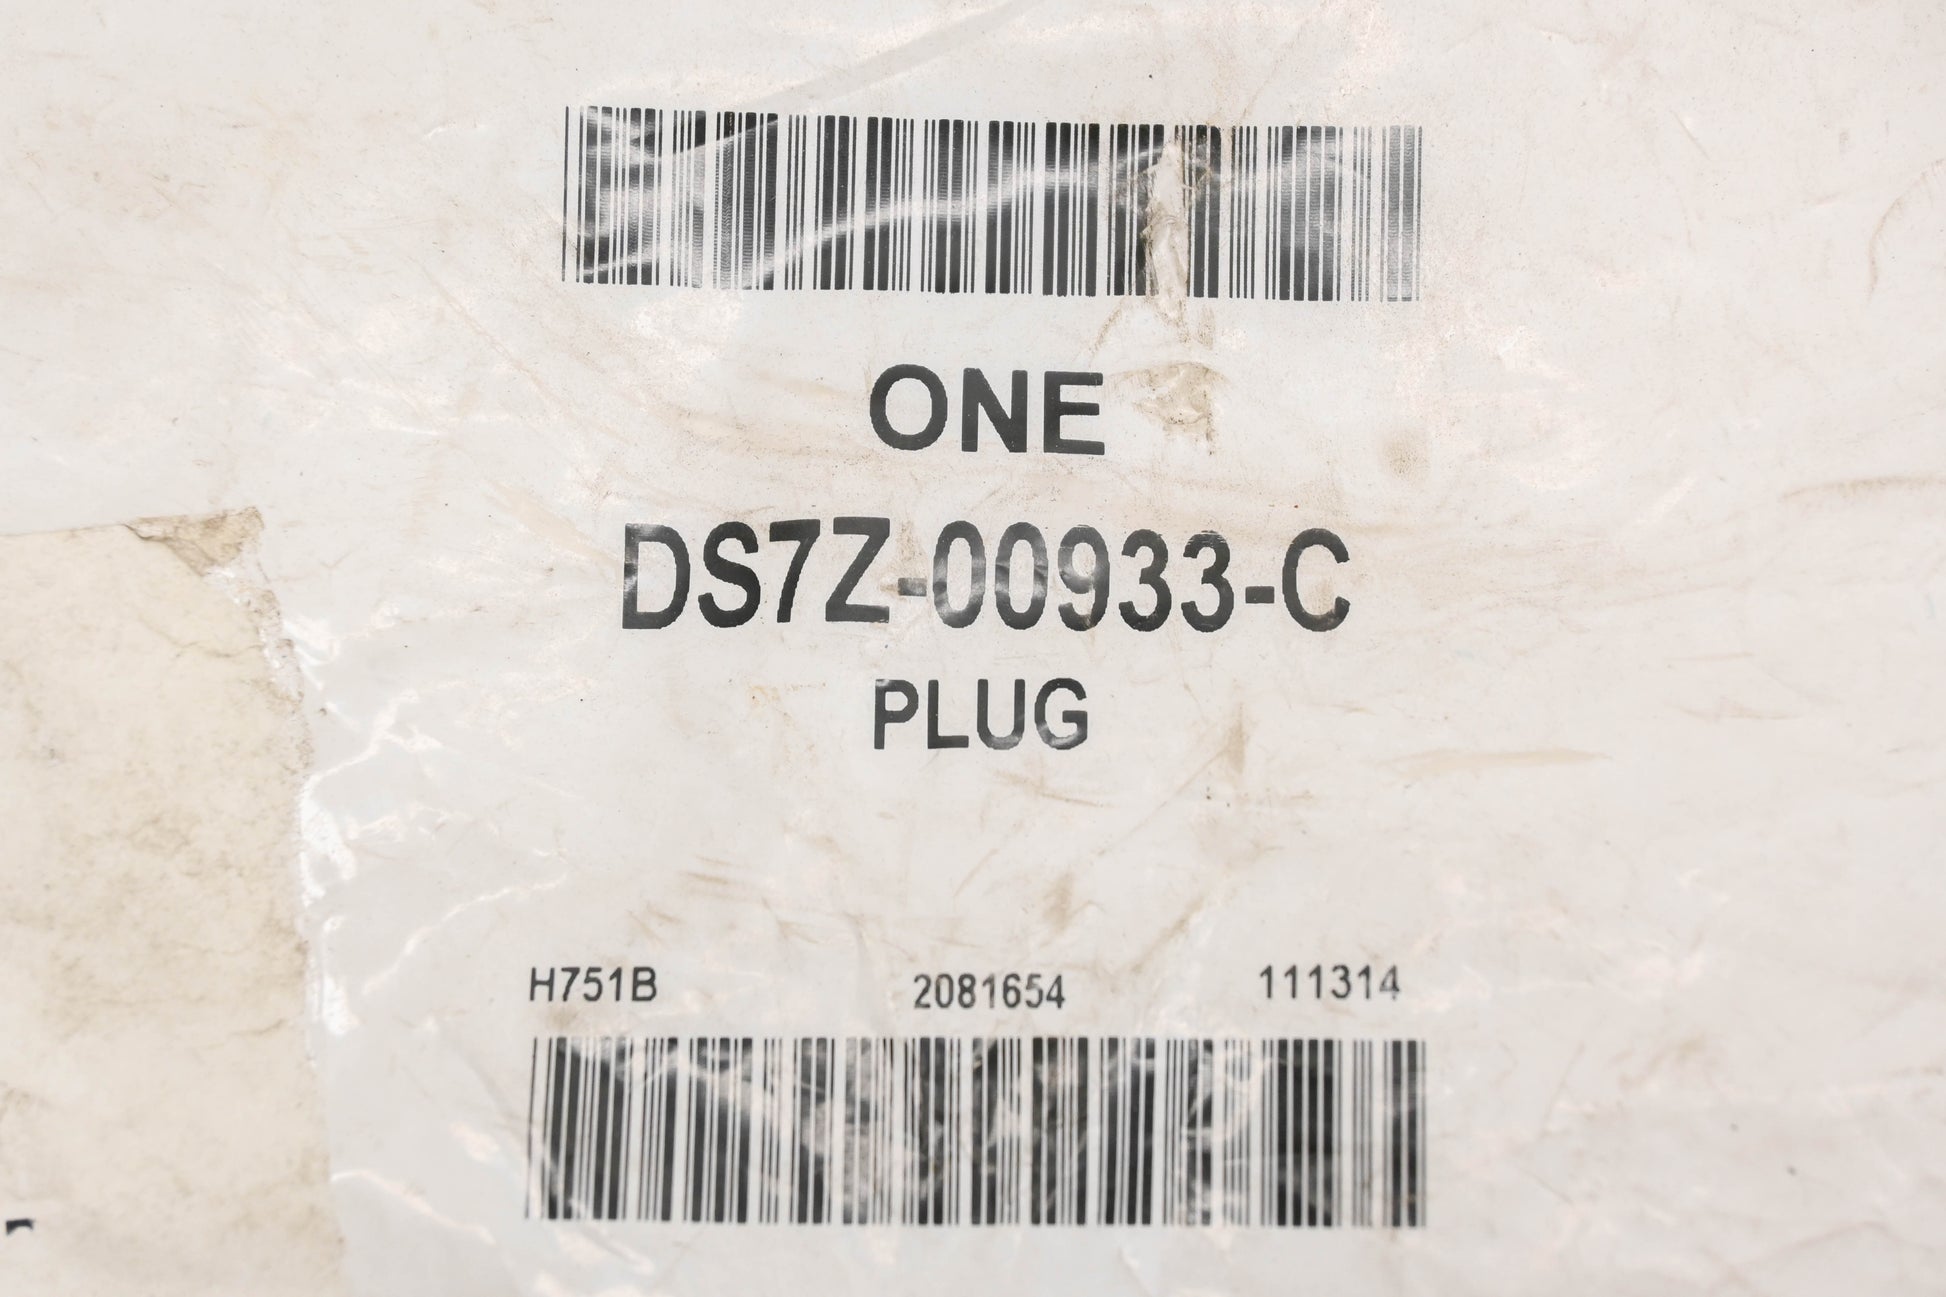 ONE
DS7Z-00933-C
PLUG
H751B 2081654 111314